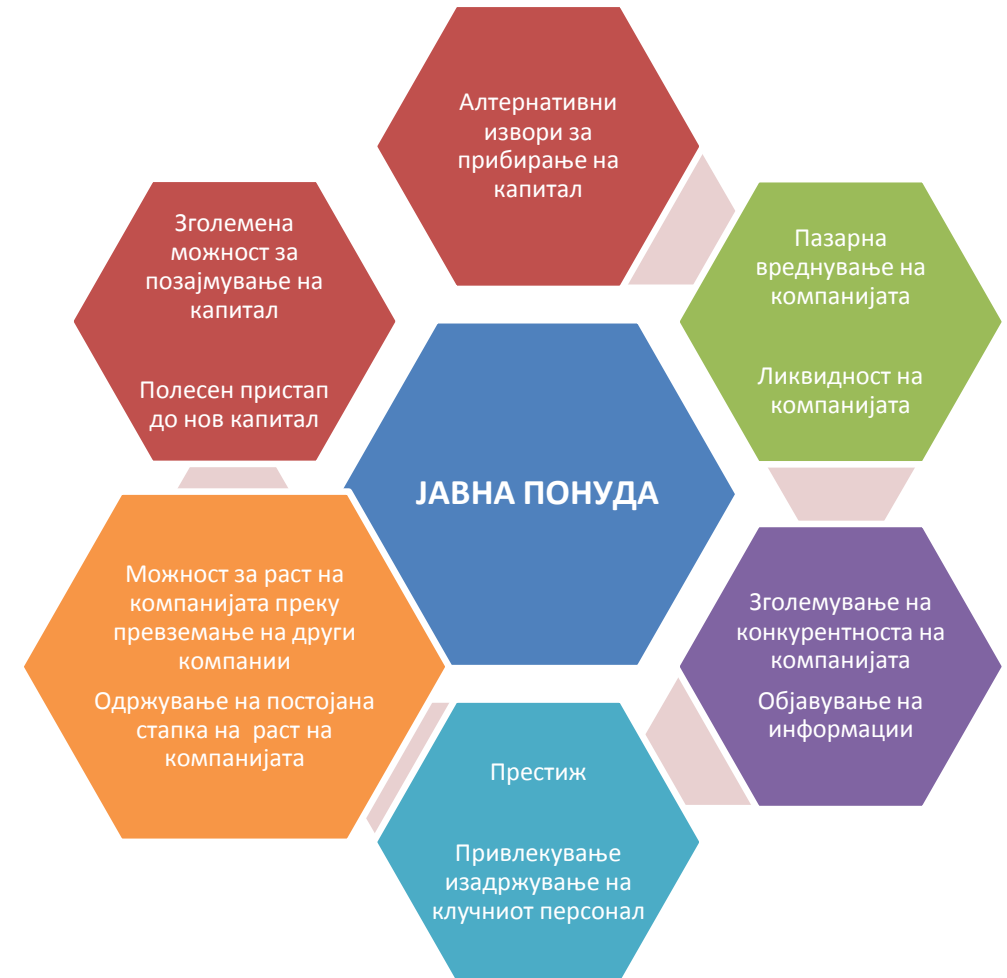 Алтернативни
извори за
прибирање на
капитал
Зголемена
можност за
позајмување на
капитал
Полесен пристап
до нов капитал
Пазарна
вреднување на
компанијата
Ликвидност на
компанијата
ЈАВНА ПОНУДА
Можност за раст на
компанијата преку
превземање на други
компании
Одржување на постојана
стапка на раст на
компанијата
Зголемување на
конкурентноста на
компанијата
Објавување на
информации
Престиж
Привлекување
изадржување на
клучниот персонал